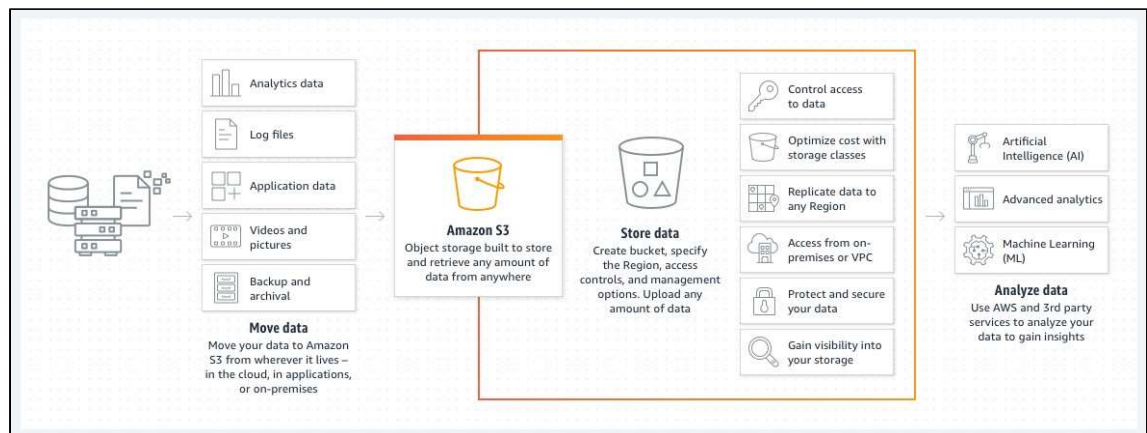 Analytics data
Log files
Application data
Videos and
pictures
Backup and
archival
Move data
Move your data to Amazon
S3 from wherever it lives –
in the cloud, in applications,
or on-premises
Amazon S3
Object storage built to store
and retrieve any amount of
data from anywhere
Store data
Create bucket, specify
the Region, access
controls, and management
options. Upload any
amount of data
Control access
to data
Optimize cost with
storage classes
Replicate data to
any Region
Access from on-
premises or VPC
Protect and secure
your data
Gain visibility into
your storage
Artificial
Intelligence (AI)
Advanced analytics
Machine Learning
(ML)
Analyze data
Use AWS and 3rd party
services to analyze your
data to gain insights